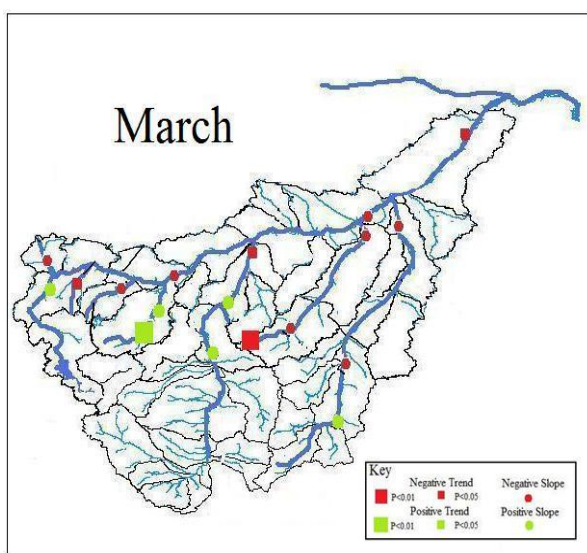 March
Key
Negative Trend Negative Slope
P<0.01 P<0.05
Positive Trend Positive Slope
P<0.01 P<0.05